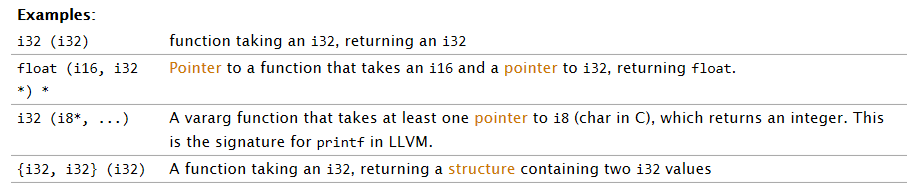 Examples:
i32 (i32) function taking an i32, returning an i32
float (i16, i32 Pointer to a function that takes an i16 and a pointer to i32, returning float.
*) *
i32 (i8*, ...) A vararg function that takes at least one pointer to i8 (char in C), which returns an integer. This
is the signature for printf in LLVM.
{i32, i32} (i32) A function taking an i32, returning a structure containing two i32 values